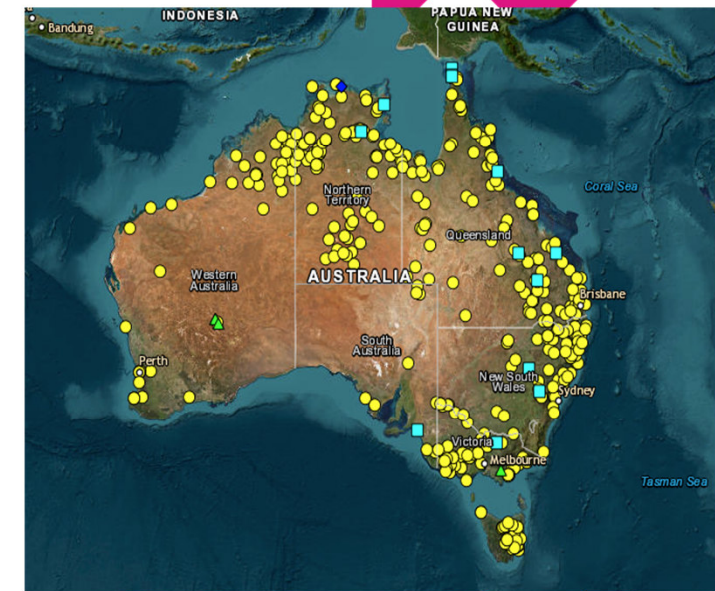 INDONESIA
PAPUA NEW
GUINEA
Bandung
Coral Sea
Northern
Territory
Queensland
Western
Australia
AUSTRALIA
Brisbane
South
Australia
Perth
New South
Wales
Sydney
Victoria
Melbourne
Tasman Sea